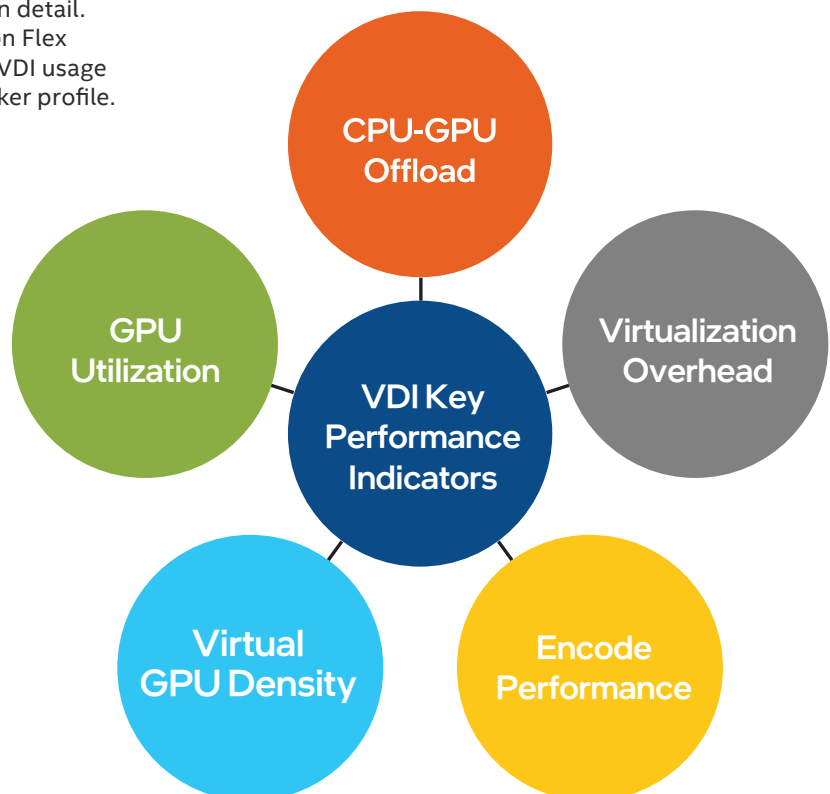 n detail.
on Flex
VDI usage
ker profile.
CPU-GPU
Offload
GPU
Utilization
Virtualization
Overhead
VDI Key
Performance
Indicators
Virtual
GPU Density
Encode
Performance